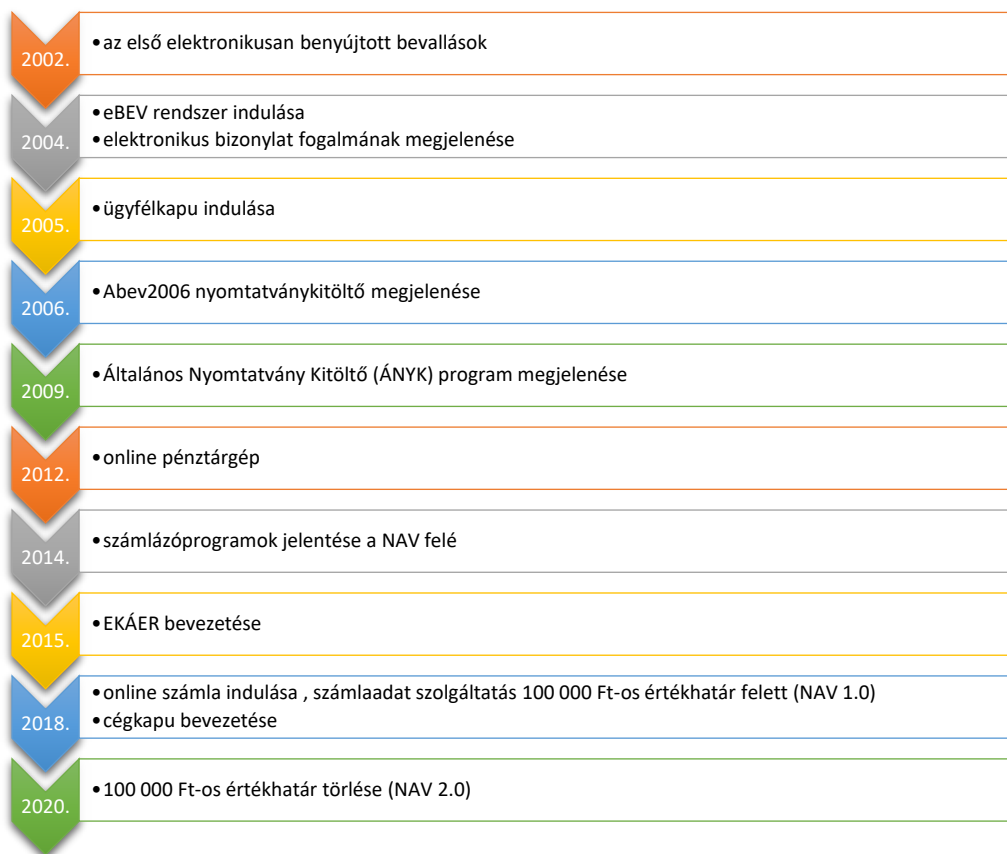 2002.
•az első elektronikusan benyújtott bevallások
2004.
•eBEV rendszer indulása
•elektronikus bizonylat fogalmának megjelenése
2005.
•ügyfélkapu indulása
2006.
•Abev2006 nyomtatványkitöltő megjelenése
2009.
•Általános Nyomtatvány Kitöltő (ÁNYK) program megjelenése
2012.
•online pénztárgép
2014.
•számlázóprogramok jelentése a NAV felé
2015.
•EKÁER bevezetése
2018.
•online számla indulása , számlaadat szolgáltatás 100 000 Ft-os értékhatár felett (NAV 1.0)
•cégkapu bevezetése
2020.
•100 000 Ft-os értékhatár törlése (NAV 2.0)